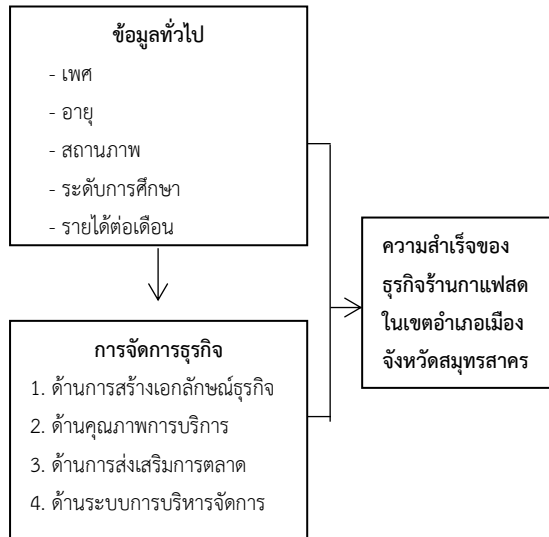 ข้อมูลทั่วไป
- เพศ
- อายุ
- สถานภาพ
- ระดับการศึกษา
- รายได้ต่อเดือน
ความสำเร็จของ
ธุรกิจร้านกาแฟสด
ในเขตอำเภอเมือง
จังหวัดสมุทรสาคร
การจัดการธุรกิจ
1. ด้านการสร้างเอกลักษณ์ธุรกิจ
2. ด้านคุณภาพการบริการ
3. ด้านการส่งเสริมการตลาด
4. ด้านระบบการบริหารจัดการ